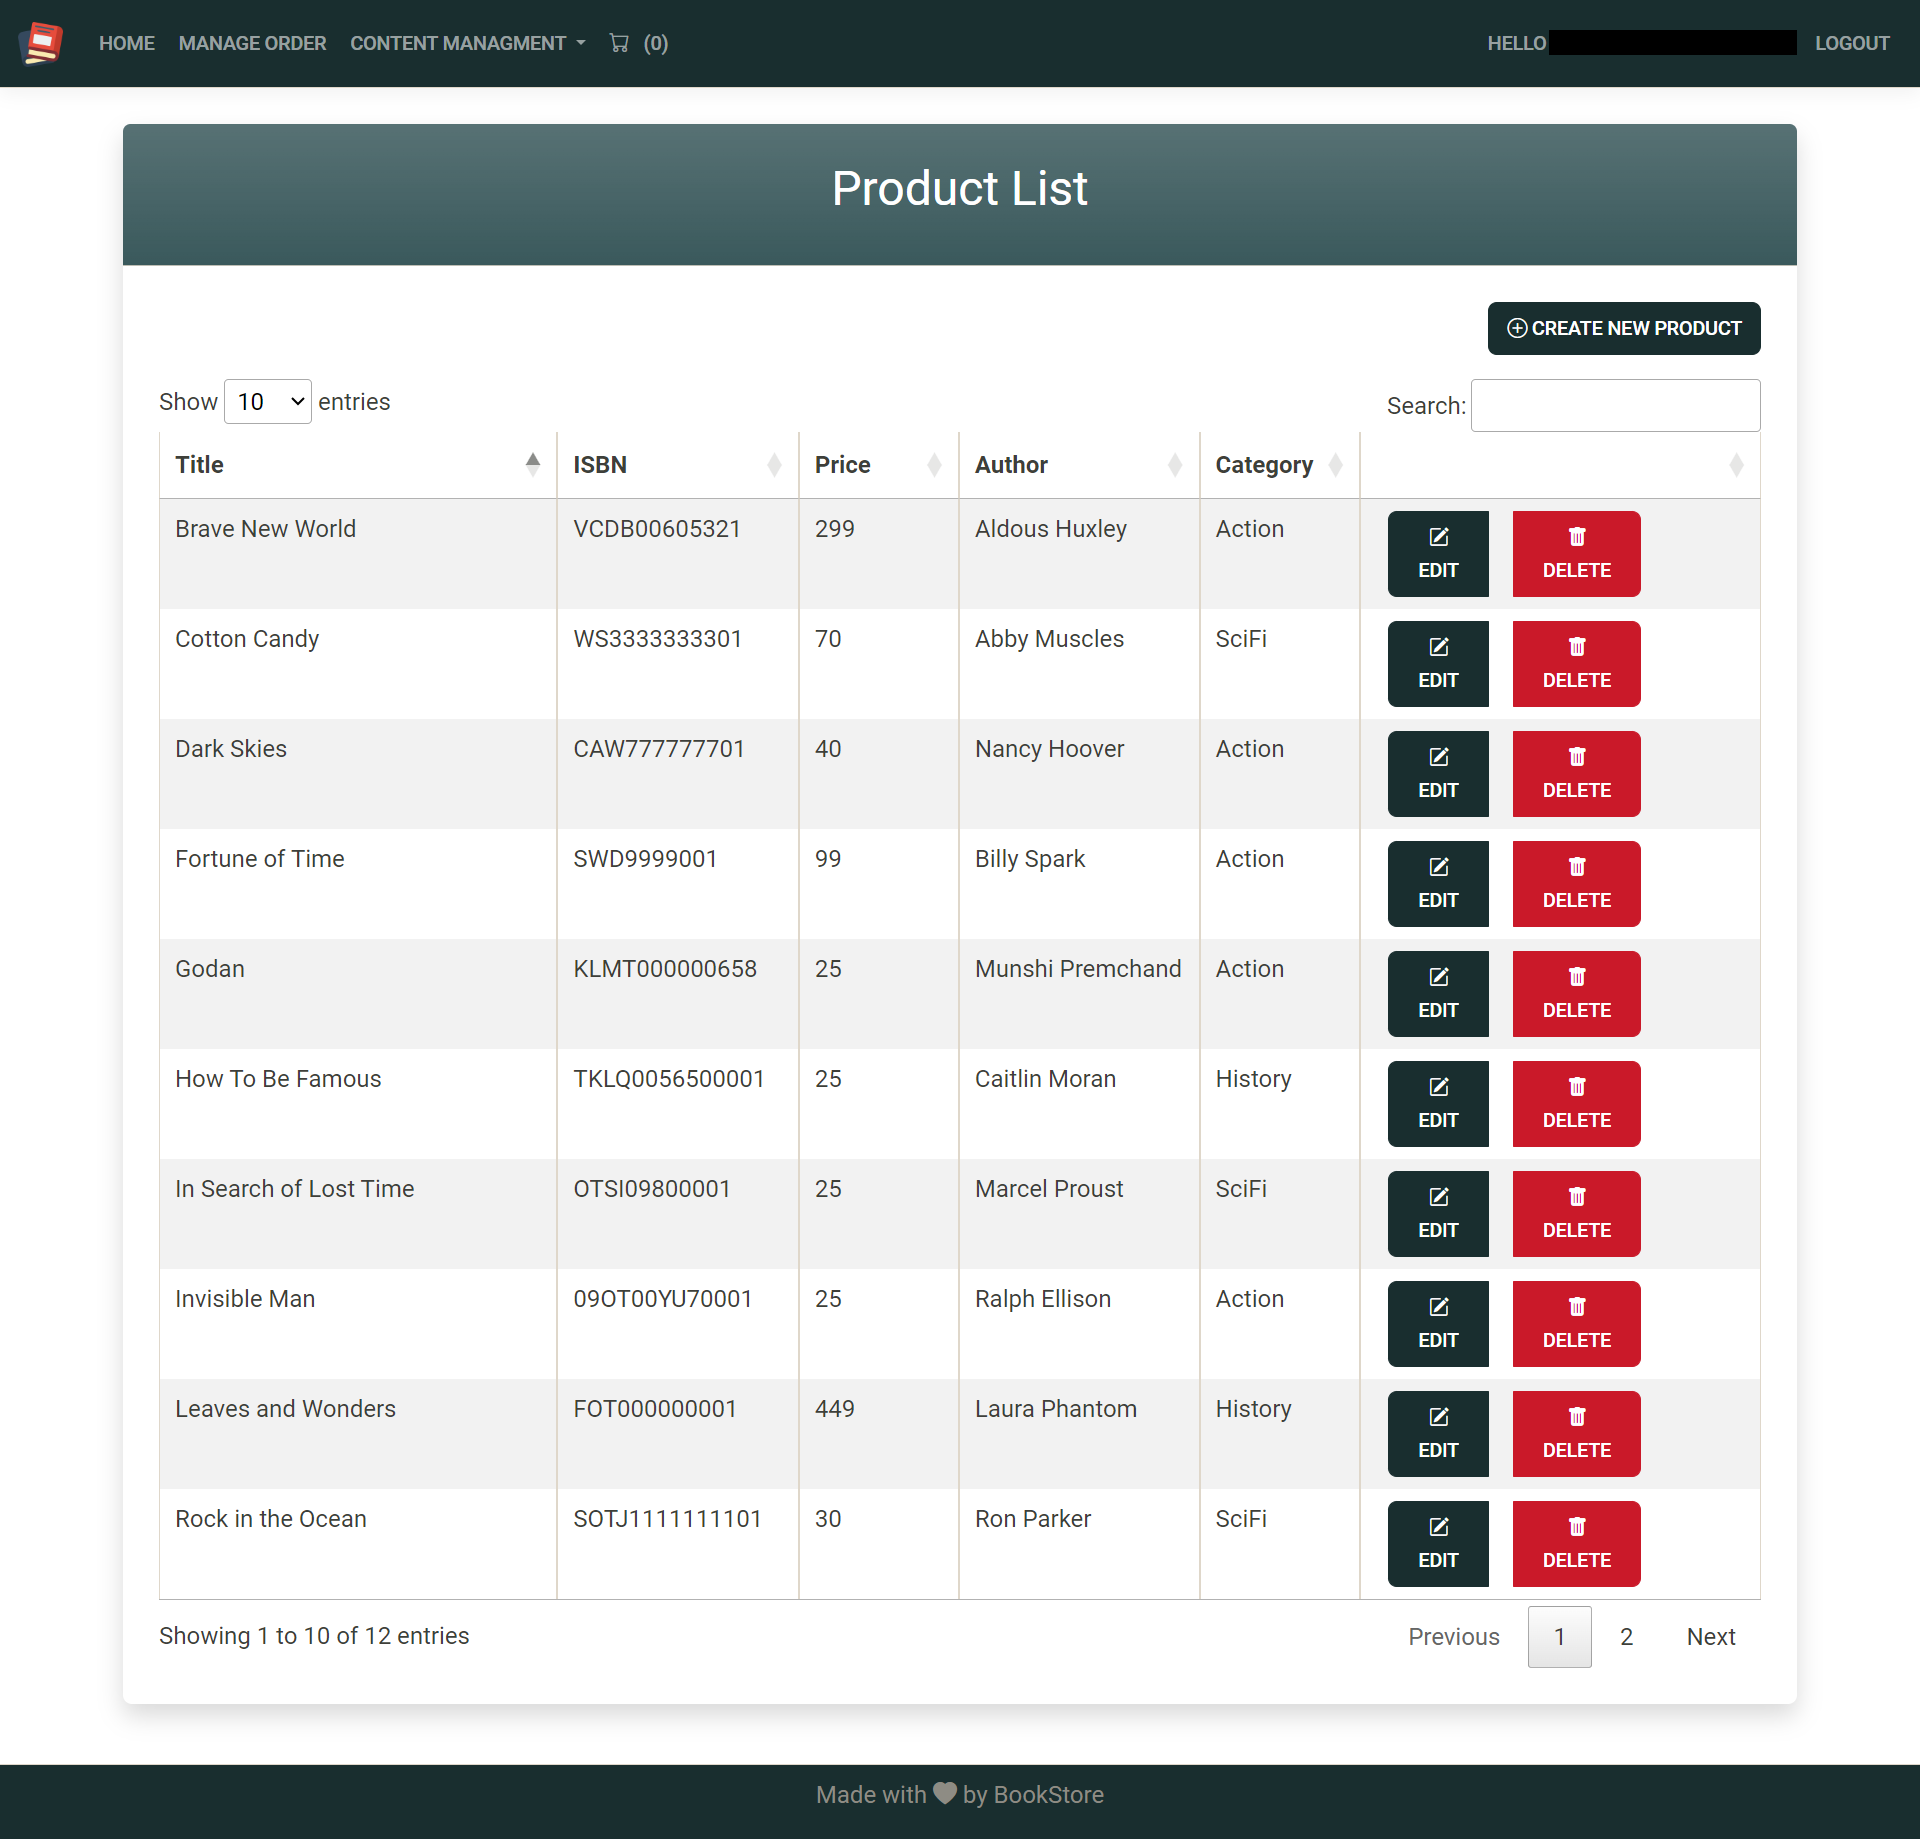 HOME MANAGE ORDER CONTENT MANAGMENT (0) HELLO LOGOUT
Product List
CREATE NEW PRODUCT
Show 10 entries Search:
Title ISBN Price Author Category
Brave New World VCDB00605321 299 Aldous Huxley Action EDIT DELETE
Cotton Candy WS3333333301 70 Abby Muscles SciFi EDIT DELETE
Dark Skies CAW777777701 40 Nancy Hoover Action EDIT DELETE
Fortune of Time SWD9999001 99 Billy Spark Action EDIT DELETE
Godan KLMT000000658 25 Munshi Premchand Action EDIT DELETE
How To Be Famous TKLQ0056500001 25 Caitlin Moran History EDIT DELETE
In Search of Lost Time OTSI09800001 25 Marcel Proust SciFi EDIT DELETE
Invisible Man 09OT00YU70001 25 Ralph Ellison Action EDIT DELETE
Leaves and Wonders FOT000000001 449 Laura Phantom History EDIT DELETE
Rock in the Ocean SOTJ1111111101 30 Ron Parker SciFi EDIT DELETE
Showing 1 to 10 of 12 entries Previous 1 2 Next
Made with by BookStore